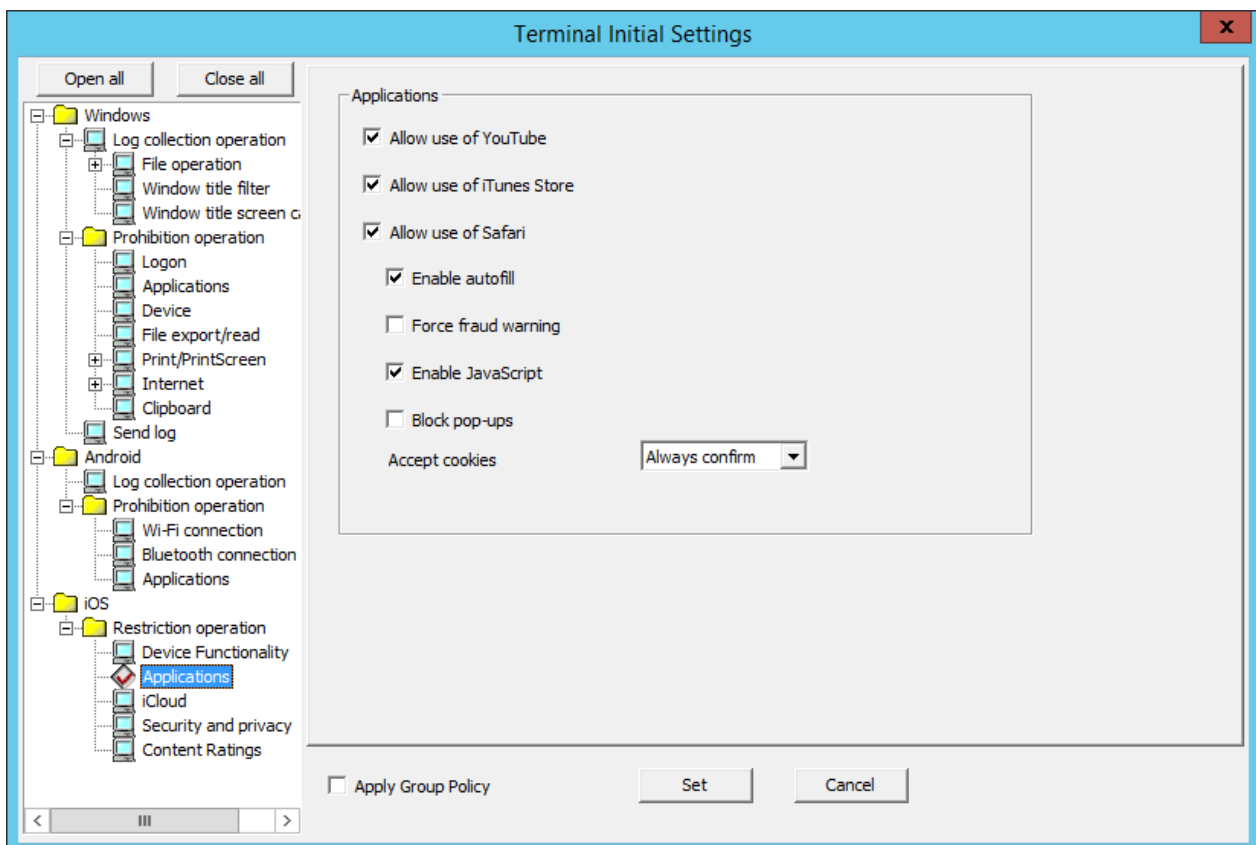 Terminal Initial Settings
x
Open all
Close all
Windows
Log collection operation
File operation
Window title filter
Window title screen ca
Prohibition operation
Logon
Applications
Device
File export/read
Print/PrintScreen
Internet
Clipboard
Send log
Android
Log collection operation
Prohibition operation
Wi-Fi connection
Bluetooth connection
Applications
iOS
Restriction operation
Device Functionality
Applications
iCloud
Security and privacy
Content Ratings
Applications
Allow use of YouTube
Allow use of iTunes Store
Allow use of Safari
Enable autofill
Force fraud warning
Enable JavaScript
Block pop-ups
Accept cookies
Always confirm
Apply Group Policy
Set
Cancel